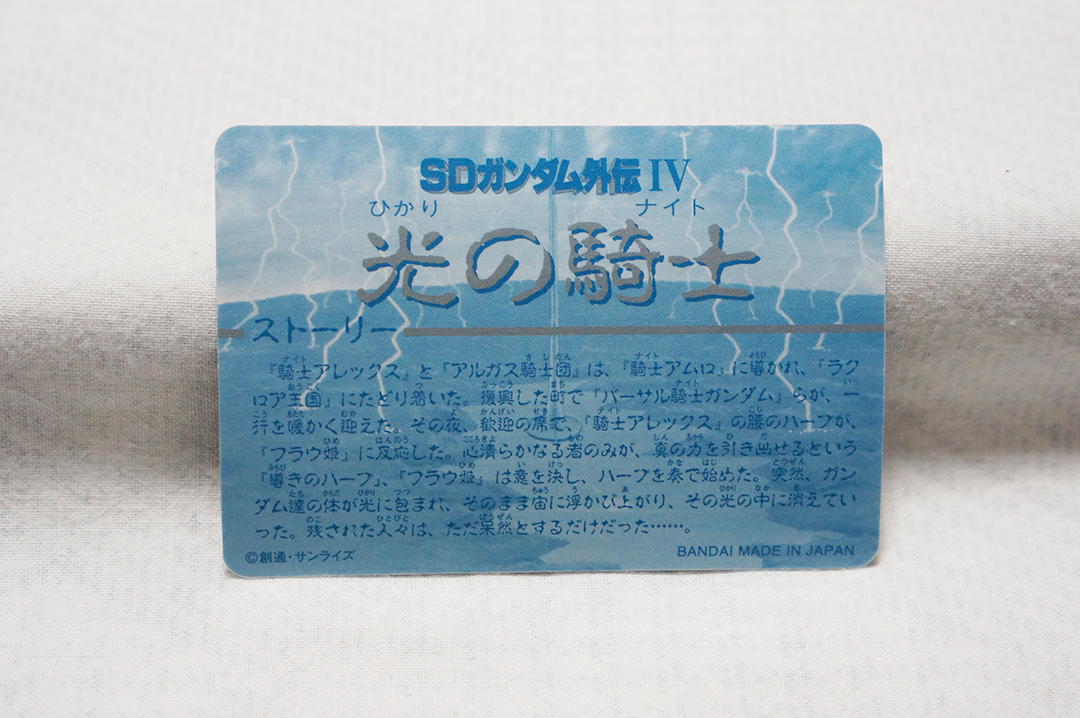 SDガンダム外伝 IV
ひかり ナイト
光の騎士
ストーリー
『騎士アレックス』と『アルガス騎士団』は、『騎士アムロ』に導かれ、『ラク
ロア王国』にたどり着いた。復興した町で『バーサル騎士ガンダム』らが、一
行を暖かく迎えた。その夜、歓迎の席で、『騎士アレックス』の腰のハープが、
『フラウ姫』に反応した。心清らかなる者のみが、真の力を引き出せるという
『導きのハープ』、『フラウ姫』は意を決し、ハープを奏で始めた。突然、ガン
ダム達の体が光に包まれ、そのまま宙に浮かび上がり、その光の中に消えてい
った。残された人々は、ただ呆然とするだけだった……。
©創通・サンライズ
BANDAI MADE IN JAPAN